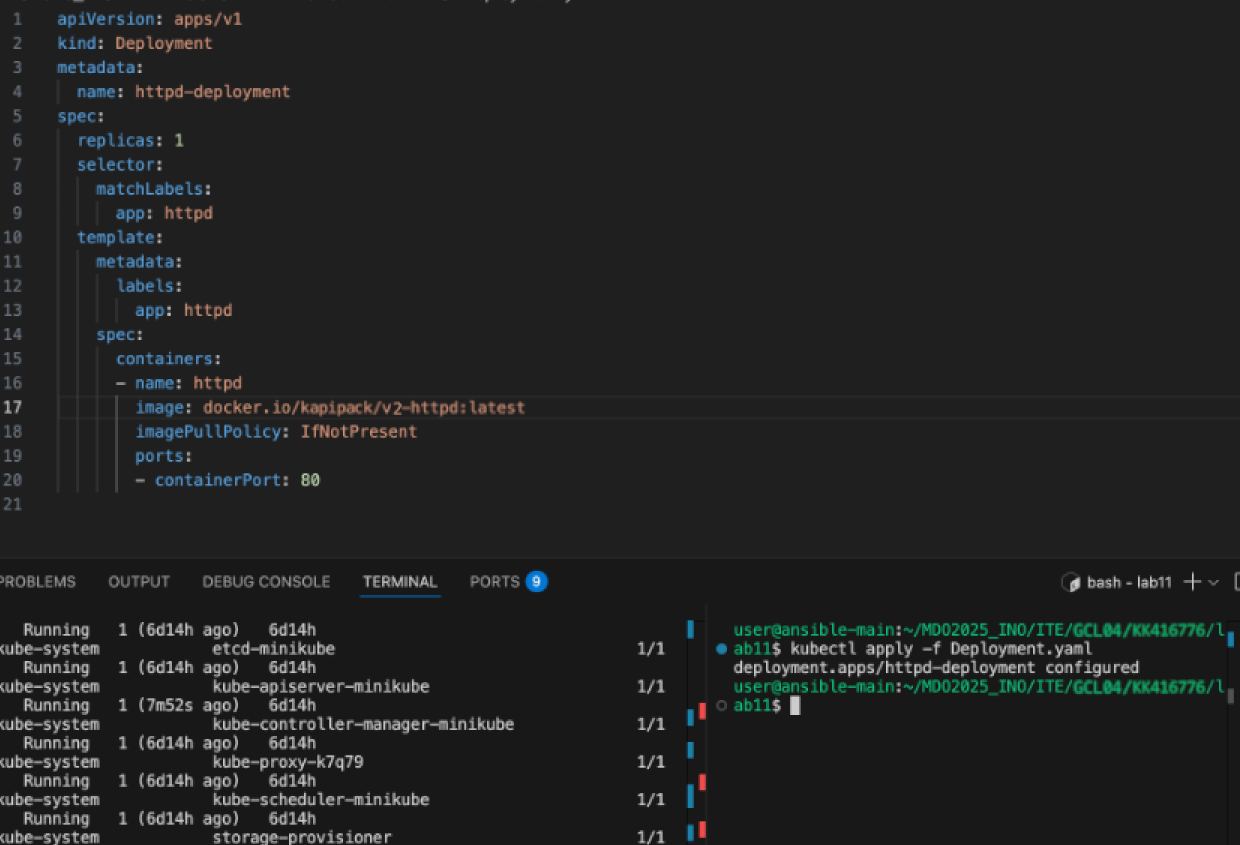 1 apiVersion: apps/v1
2 kind: Deployment
3 metadata:
4 name: httpd-deployment
5 spec:
6 replicas: 1
7 selector:
8 matchLabels:
9 app: httpd
10 template:
11 metadata:
12 labels:
13 app: httpd
14 spec:
15 containers:
16 - name: httpd
17 image: docker.io/kapipack/v2-httpd:latest
18 imagePullPolicy: IfNotPresent
19 ports:
20 - containerPort: 80
21
PROBLEMS OUTPUT DEBUG CONSOLE TERMINAL PORTS 9 bash - lab11
Running 1 (6d14h ago) 6d14h
kube-system etcd-minikube 1/1
Running 1 (6d14h ago) 6d14h
kube-system kube-apiserver-minikube 1/1
Running 1 (7m52s ago) 6d14h
kube-system kube-controller-manager-minikube 1/1
Running 1 (6d14h ago) 6d14h
kube-system kube-proxy-k7q79 1/1
Running 1 (6d14h ago) 6d14h
kube-system kube-scheduler-minikube 1/1
Running 1 (6d14h ago) 6d14h
kube-system storage-provisioner 1/1
user@ansible-main:~/MDO2025_INO/ITE/GCL04/KK416776/l
ab11$ kubectl apply -f Deployment.yaml
deployment.apps/httpd-deployment configured
user@ansible-main:~/MDO2025_INO/ITE/GCL04/KK416776/l
ab11$